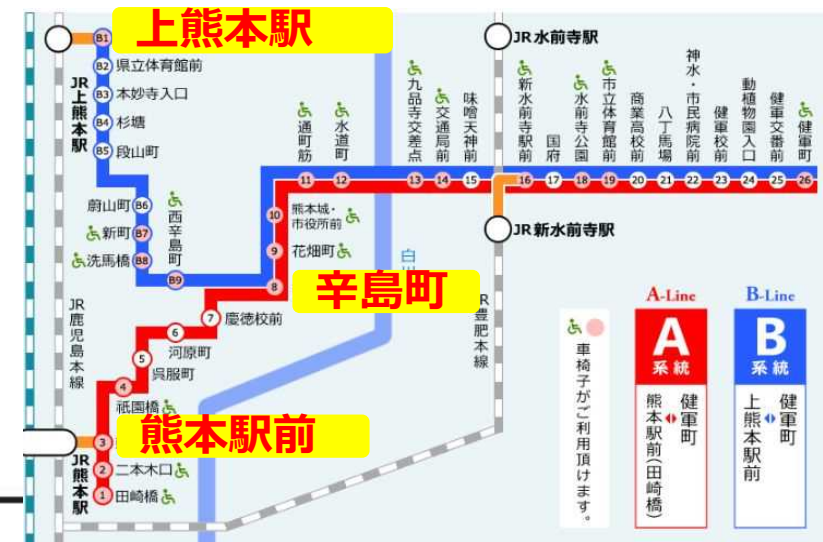 上熊本駅
B1
B2 県立体育館前
B3 本妙寺入口
B4 杉塘
B5 段山町
JR上熊本駅
蔚山町 B6
新町 B7
洗馬橋 B8
西辛島町
B9
JR鹿児島本線
1 田崎橋
2 二本木口
3
JR熊本駅
熊本駅前
4
祇園橋
5
呉服町
6
河原町
7 慶徳校前
8
辛島町
9 花畑町
10 熊本城・市役所前
通町筋
11
水道町
12
白川
九品寺交差点
13
交通局前
14
味噌天神前
15
JR水前寺駅
新水前寺駅前
16
国府
17
水前寺公園
18
市立体育館前
19
商業高校前
20
八丁馬場
21
神水・市民病院前
22
健軍校前
23
動植物園入口
24
健軍交番前
25
健軍町
26
JR新水前寺駅
JR豊肥本線
車椅子がご利用頂けます。
A-Line
A
系統
健軍町
熊本駅前(田崎橋)
B-Line
B
系統
健軍町
上熊本駅前